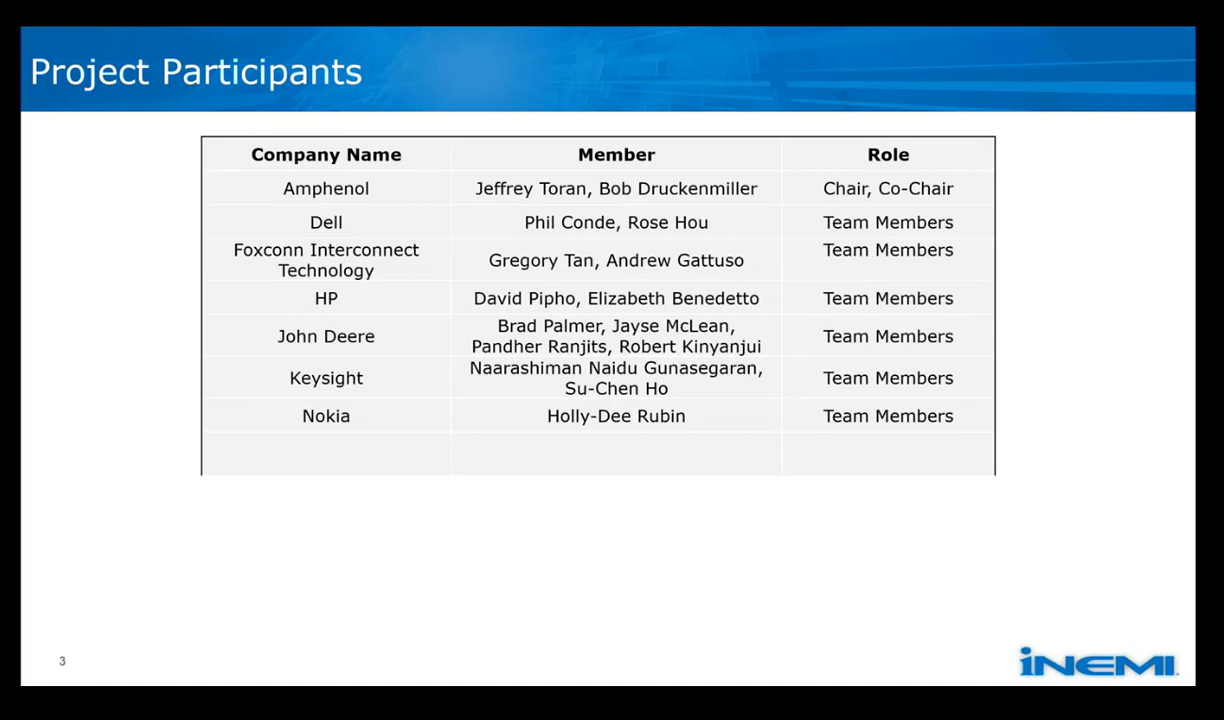 Project Participants
Company Name Member Role
Amphenol Jeffrey Toran, Bob Druckenmiller Chair, Co-Chair
Dell Phil Conde, Rose Hou Team Members
Foxconn Interconnect
Technology Gregory Tan, Andrew Gattuso Team Members
HP David Pipho, Elizabeth Benedetto Team Members
John Deere Brad Palmer, Jayse McLean,
Pandher Ranjits, Robert Kinyanjui Team Members
Keysight Naarashiman Naidu Gunasegaran,
Su-Chen Ho Team Members
Nokia Holly-Dee Rubin Team Members
3
iNEMI